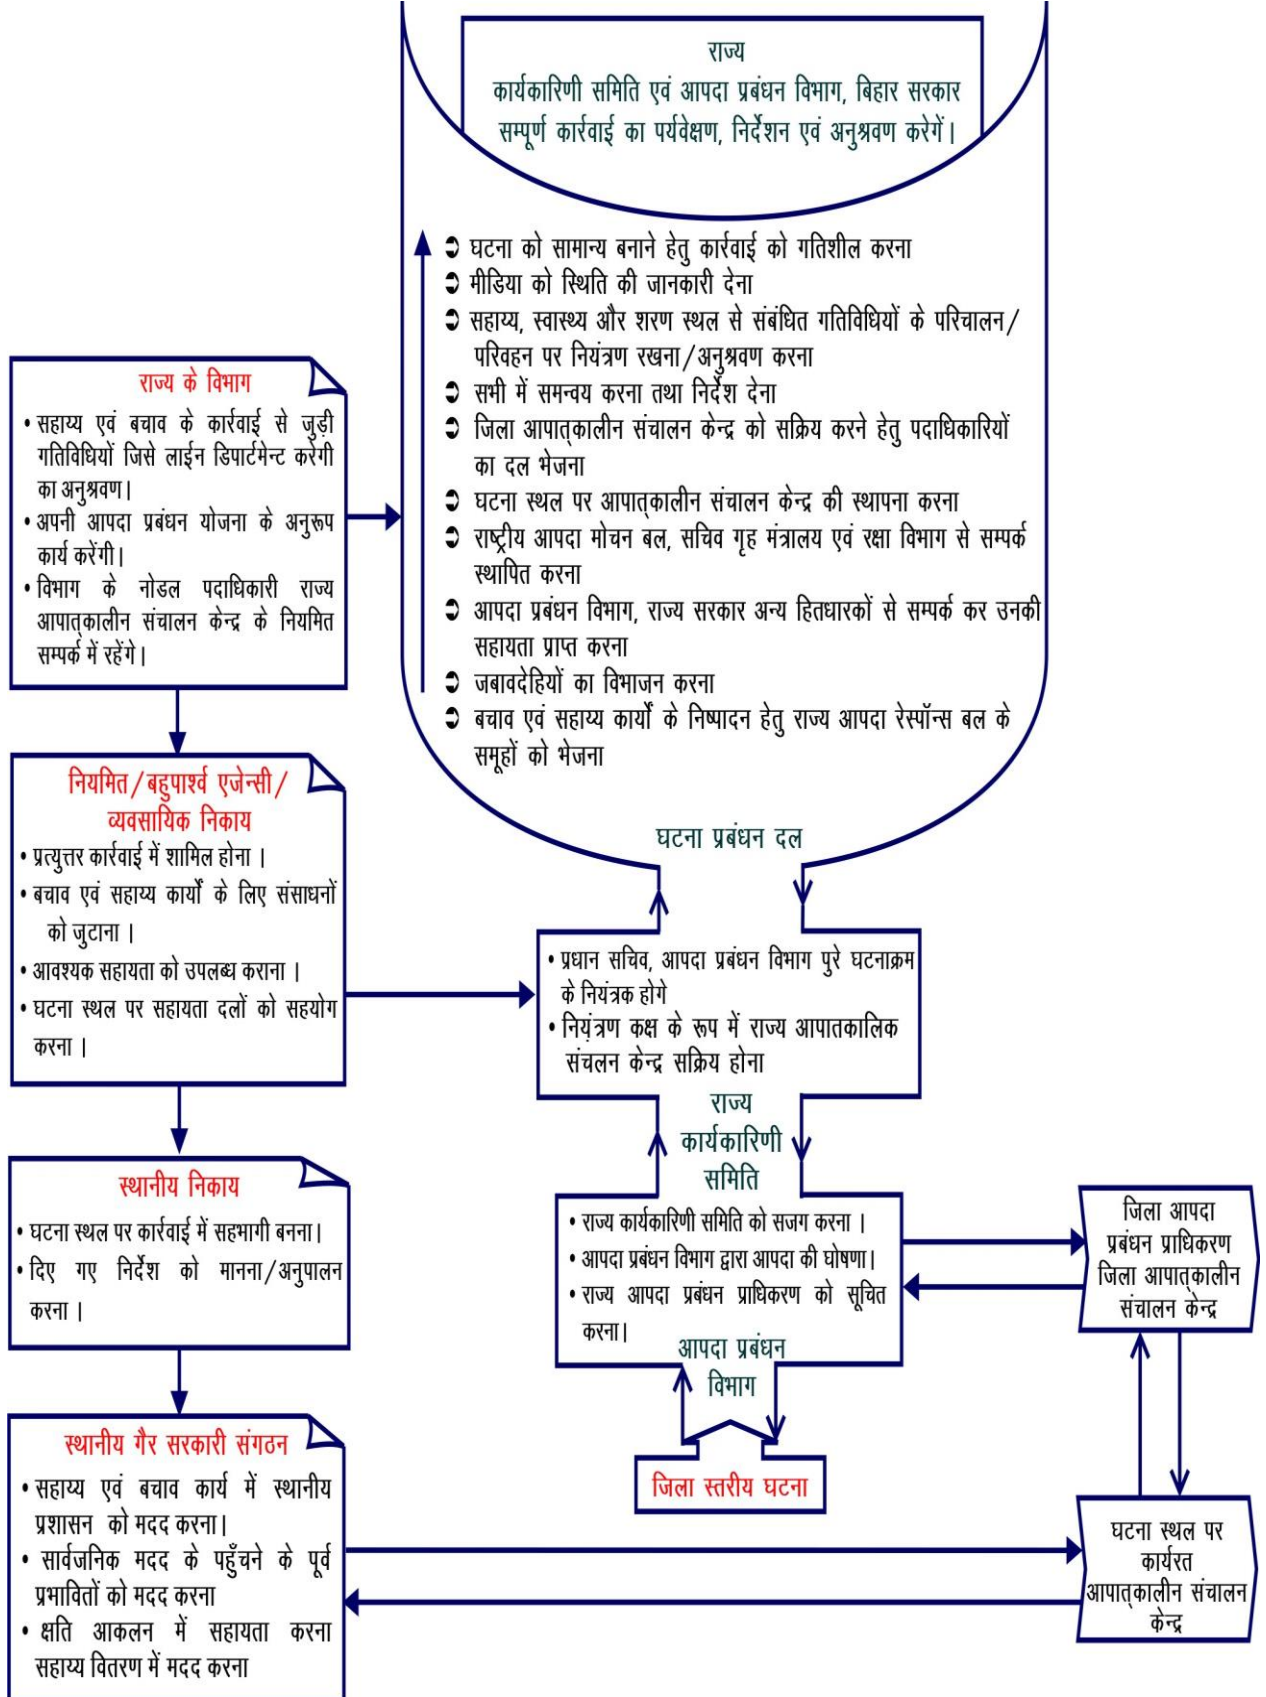 राज्य
कार्यकारिणी समिति एवं आपदा प्रबंधन विभाग, बिहार सरकार
सम्पूर्ण कार्रवाई का पर्यवेक्षण, निर्देशन एवं अनुश्रवण करेगें।
➲ घटना को सामान्य बनाने हेतु कार्रवाई को गतिशील करना
➲ मीडिया को स्थिति की जानकारी देना
➲ सहाय्य, स्वास्थ्य और शरण स्थल से संबंधित गतिविधियों के परिचालन/
परिवहन पर नियंत्रण रखना/अनुश्रवण करना
➲ सभी में समन्वय करना तथा निर्देश देना
➲ जिला आपात्कालीन संचालन केन्द्र को सक्रिय करने हेतु पदाधिकारियों
का दल भेजना
➲ घटना स्थल पर आपात्कालीन संचालन केन्द्र की स्थापना करना
➲ राष्ट्रीय आपदा मोचन बल, सचिव गृह मंत्रालय एवं रक्षा विभाग से सम्पर्क
स्थापित करना
➲ आपदा प्रबंधन विभाग, राज्य सरकार अन्य हितधारकों से सम्पर्क कर उनकी
सहायता प्राप्त करना
➲ जबावदेहियों का विभाजन करना
➲ बचाव एवं सहाय्य कार्यों के निष्पादन हेतु राज्य आपदा रेस्पॉन्स बल के
समूहों को भेजना
घटना प्रबंधन दल
राज्य के विभाग
• सहाय्य एवं बचाव के कार्रवाई से जुड़ी
गतिविधियों जिसे लाईन डिपार्टमेन्ट करेगी
का अनुश्रवण।
• अपनी आपदा प्रबंधन योजना के अनुरूप
कार्य करेंगी।
• विभाग के नोडल पदाधिकारी राज्य
आपात्कालीन संचालन केन्द्र के नियमित
सम्पर्क में रहेंगे।
नियमित/बहुपार्श्व एजेन्सी/
व्यवसायिक निकाय
• प्रत्युत्तर कार्रवाई में शामिल होना ।
• बचाव एवं सहाय्य कार्यों के लिए संसाधनों
को जुटाना ।
• आवश्यक सहायता को उपलब्ध कराना ।
• घटना स्थल पर सहायता दलों को सहयोग
करना ।
• प्रधान सचिव, आपदा प्रबंधन विभाग पुरे घटनाक्रम
के नियंत्रक होगे
• नियंत्रण कक्ष के रूप में राज्य आपातकालिक
संचलन केन्द्र सक्रिय होना
राज्य
कार्यकारिणी
समिति
स्थानीय निकाय
• घटना स्थल पर कार्रवाई में सहभागी बनना।
• दिए गए निर्देश को मानना/अनुपालन
करना ।
• राज्य कार्यकारिणी समिति को सजग करना ।
• आपदा प्रबंधन विभाग द्वारा आपदा की घोषणा।
• राज्य आपदा प्रबंधन प्राधिकरण को सूचित
करना।
आपदा प्रबंधन
विभाग
जिला आपदा
प्रबंधन प्राधिकरण
जिला आपात्कालीन
संचालन केन्द्र
स्थानीय गैर सरकारी संगठन
• सहाय्य एवं बचाव कार्य में स्थानीय
प्रशासन को मदद करना।
• सार्वजनिक मदद के पहुँचने के पूर्व
प्रभावितों को मदद करना
• क्षति आकलन में सहायता करना
सहाय्य वितरण में मदद करना
जिला स्तरीय घटना
घटना स्थल पर
कार्यरत
आपात्कालीन संचालन
केन्द्र